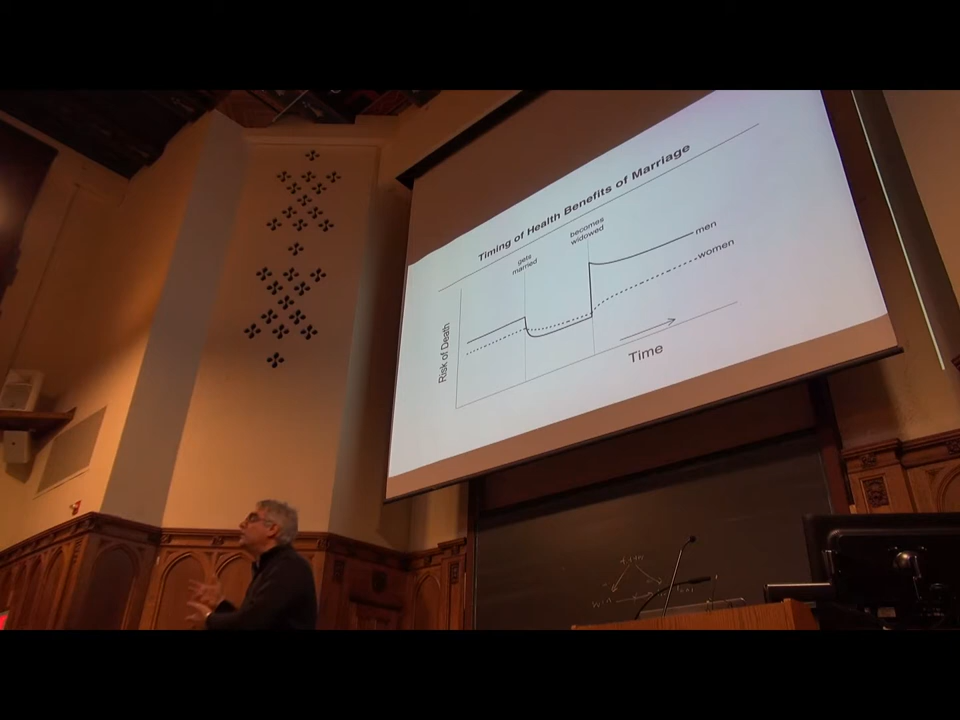 Timing of Health Benefits of Marriage
gets
married
becomes
widowed
men
women
Risk of Death
Time